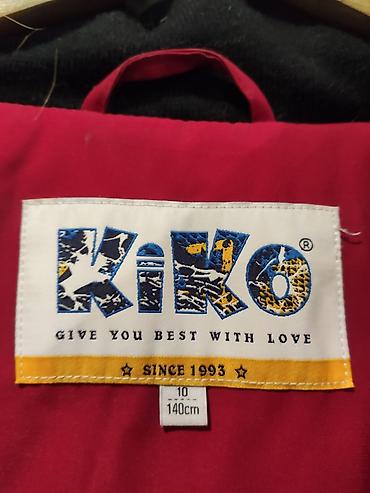 KiKO®
GIVE YOU BEST WITH LOVE
☆ SINCE 1993 ☆
10
140cm